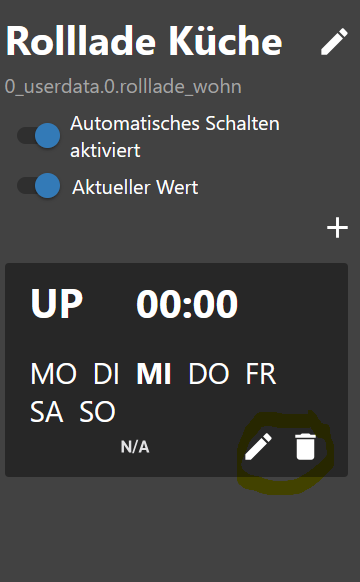 Rolllade Küche
0_userdata.0.rolllade_wohn
Automatisches Schalten
aktiviert
Aktueller Wert
UP 00:00
MO DI MI DO FR
SA SO
N/A